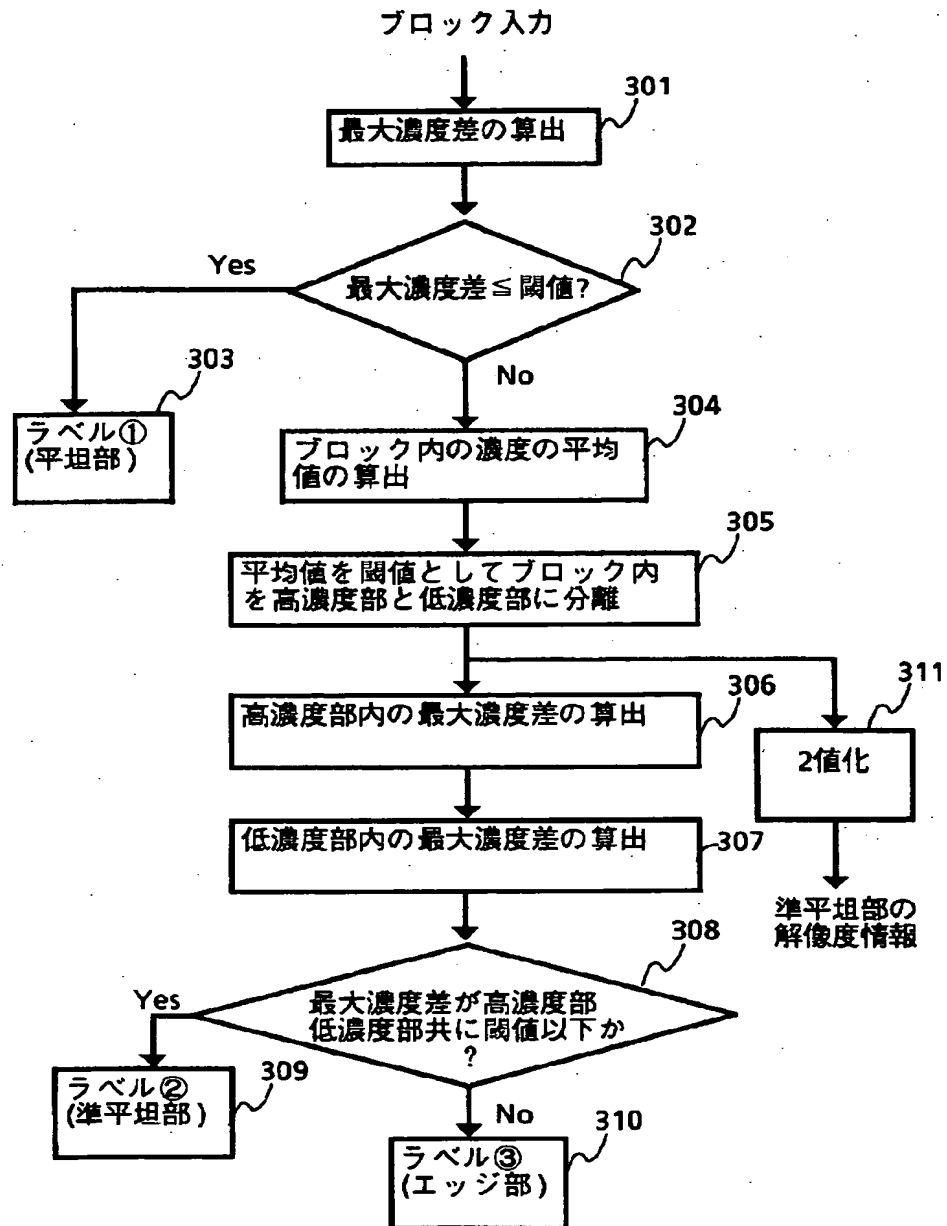 ブロック入力
301
最大濃度差の算出
302
Yes
最大濃度差≦閾値?
No
303
ラベル①
(平坦部)
304
ブロック内の濃度の平均
値の算出
305
平均値を閾値としてブロック内
を高濃度部と低濃度部に分離
306
高濃度部内の最大濃度差の算出
311
2値化
低濃度部内の最大濃度差の算出
307
準平坦部の
解像度情報
308
Yes
最大濃度差が高濃度部
低濃度部共に閾値以下か
?
309
ラベル②
(準平坦部)
No
310
ラベル③
(エッジ部)